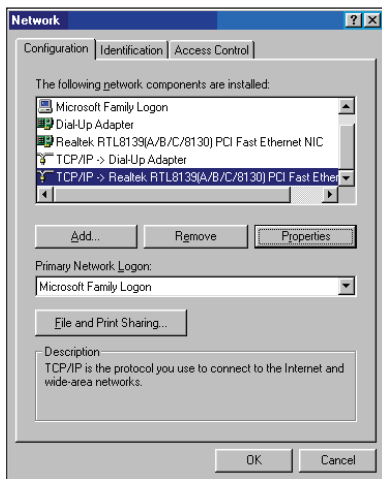 Network
Configuration Identification Access Control
The following network components are installed:
Microsoft Family Logon
Dial-Up Adapter
Realtek RTL8139(A/B/C/8130) PCI Fast Ethernet NIC
TCP/IP -> Dial-Up Adapter
TCP/IP -> Realtek RTL8139(A/B/C/8130) PCI Fast Ether
Add... Remove Properties
Primary Network Logon:
Microsoft Family Logon
File and Print Sharing...
Description
TCP/IP is the protocol you use to connect to the Internet and
wide-area networks.
OK Cancel